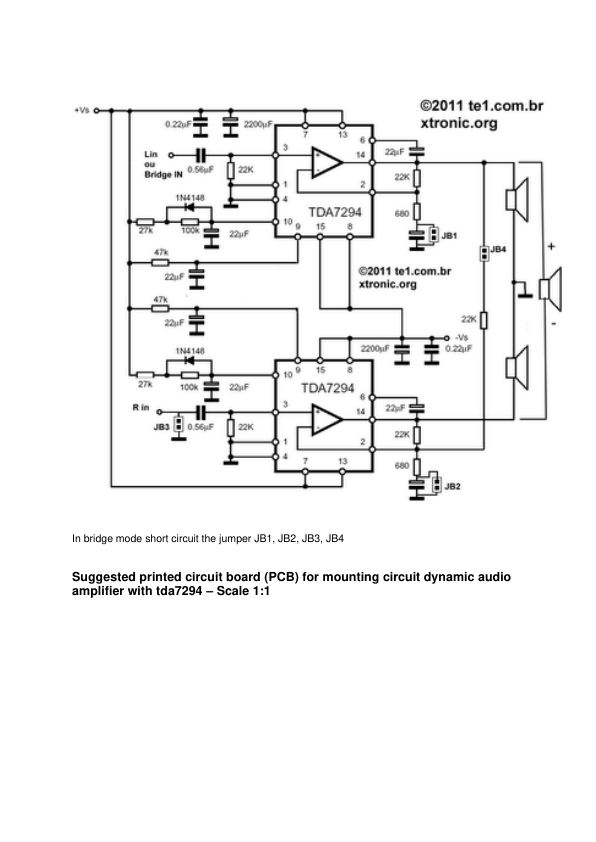 ©2011 te1.com.br
xtronic.org
+Vs
0.22µF
2200µF
7
13
6
22µF
Lin
ou
Bridge IN
0.56µF
3
22K
14
22K
1
2
4
1N4148
TDA7294
680
27k
100k
22µF
10
9
15
8
JB1
JB4
+
47k
22µF
©2011 te1.com.br
xtronic.org
-
47k
22µF
22K
2200µF
-Vs
0.22µF
1N4148
9
15
8
27k
100k
22µF
10
TDA7294
6
22µF
R in
JB3
0.56µF
3
22K
14
22K
1
2
4
680
7
13
JB2
In bridge mode short circuit the jumper JB1, JB2, JB3, JB4
Suggested printed circuit board (PCB) for mounting circuit dynamic audio
amplifier with tda7294 – Scale 1:1